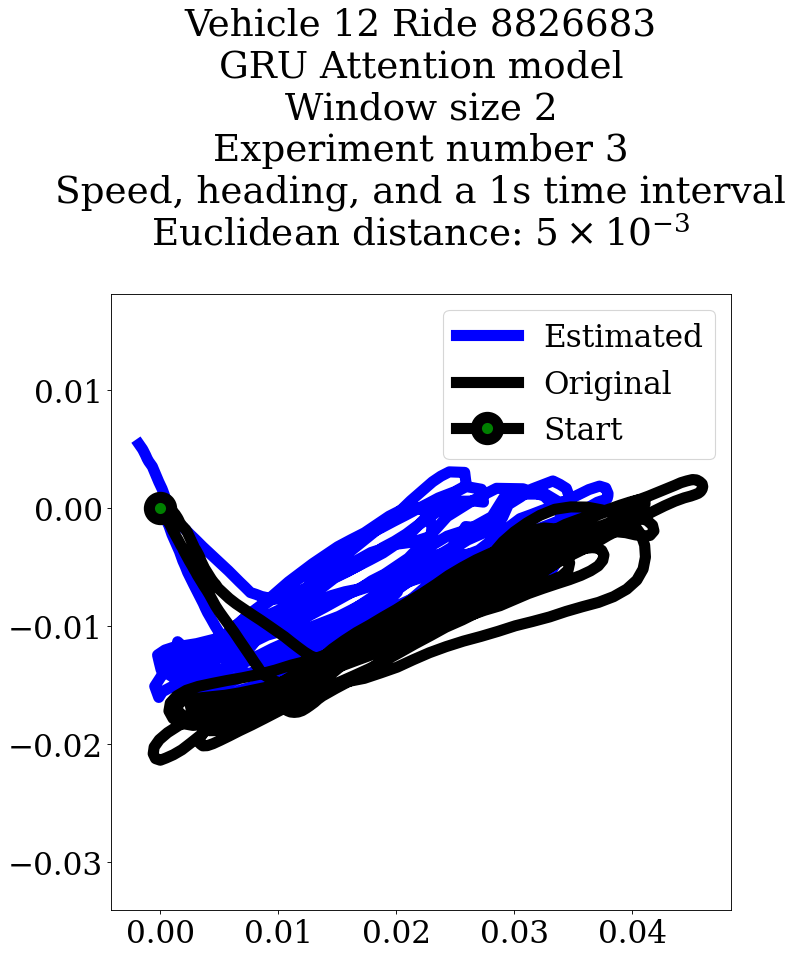 Vehicle 12 Ride 8826683
GRU Attention model
Window size 2
Experiment number 3
Speed, heading, and a 1s time interval
Euclidean distance: 5 × 10⁻³
Estimated
Original
Start
0.01
0.00
−0.01
−0.02
−0.03
0.00 0.01 0.02 0.03 0.04